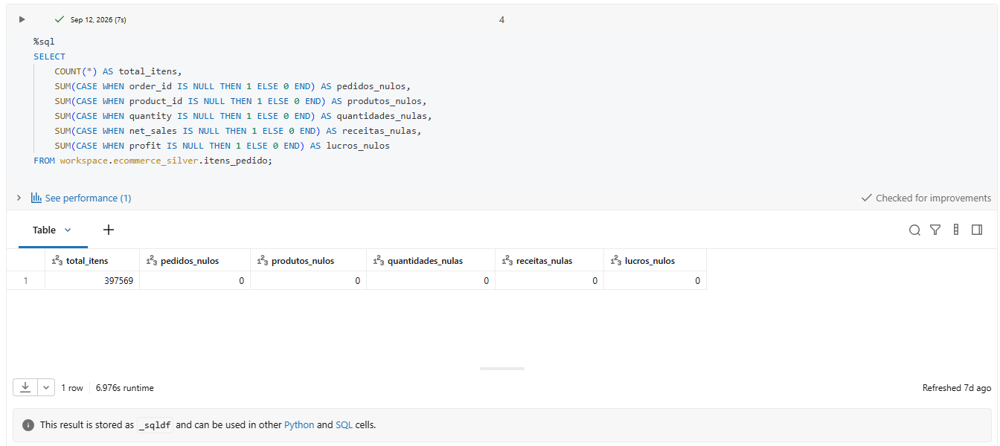 Sep 12, 2026 (7s)
4
%sql
SELECT
COUNT(*) AS total_itens,
SUM(CASE WHEN order_id IS NULL THEN 1 ELSE 0 END) AS pedidos_nulos,
SUM(CASE WHEN product_id IS NULL THEN 1 ELSE 0 END) AS produtos_nulos,
SUM(CASE WHEN quantity IS NULL THEN 1 ELSE 0 END) AS quantidades_nulas,
SUM(CASE WHEN net_sales IS NULL THEN 1 ELSE 0 END) AS receitas_nulas,
SUM(CASE WHEN profit IS NULL THEN 1 ELSE 0 END) AS lucros_nulos
FROM workspace.ecommerce_silver.itens_pedido;
See performance (1)
Checked for improvements
Table
123 total_itens 123 pedidos_nulos 123 produtos_nulos 123 quantidades_nulas 123 receitas_nulas 123 lucros_nulos
1 397569 0 0 0 0 0
1 row 6.976s runtime
Refreshed 7d ago
This result is stored as _sqldf and can be used in other Python and SQL cells.